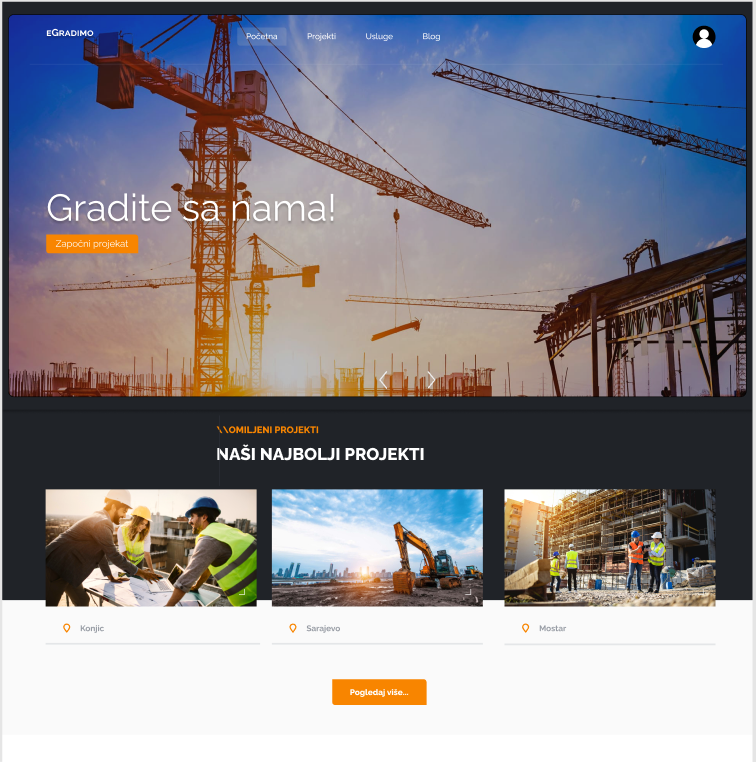 eGradimo
Početna Projekti Usluge Blog
Gradite sa nama!
Započni projekat
\\OMILJENI PROJEKTI
NAŠI NAJBOLJI PROJEKTI
Konjic Sarajevo Mostar
Pogledaj više...